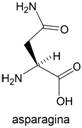 NH₂
O
H
H₂N
O
OH
asparagina